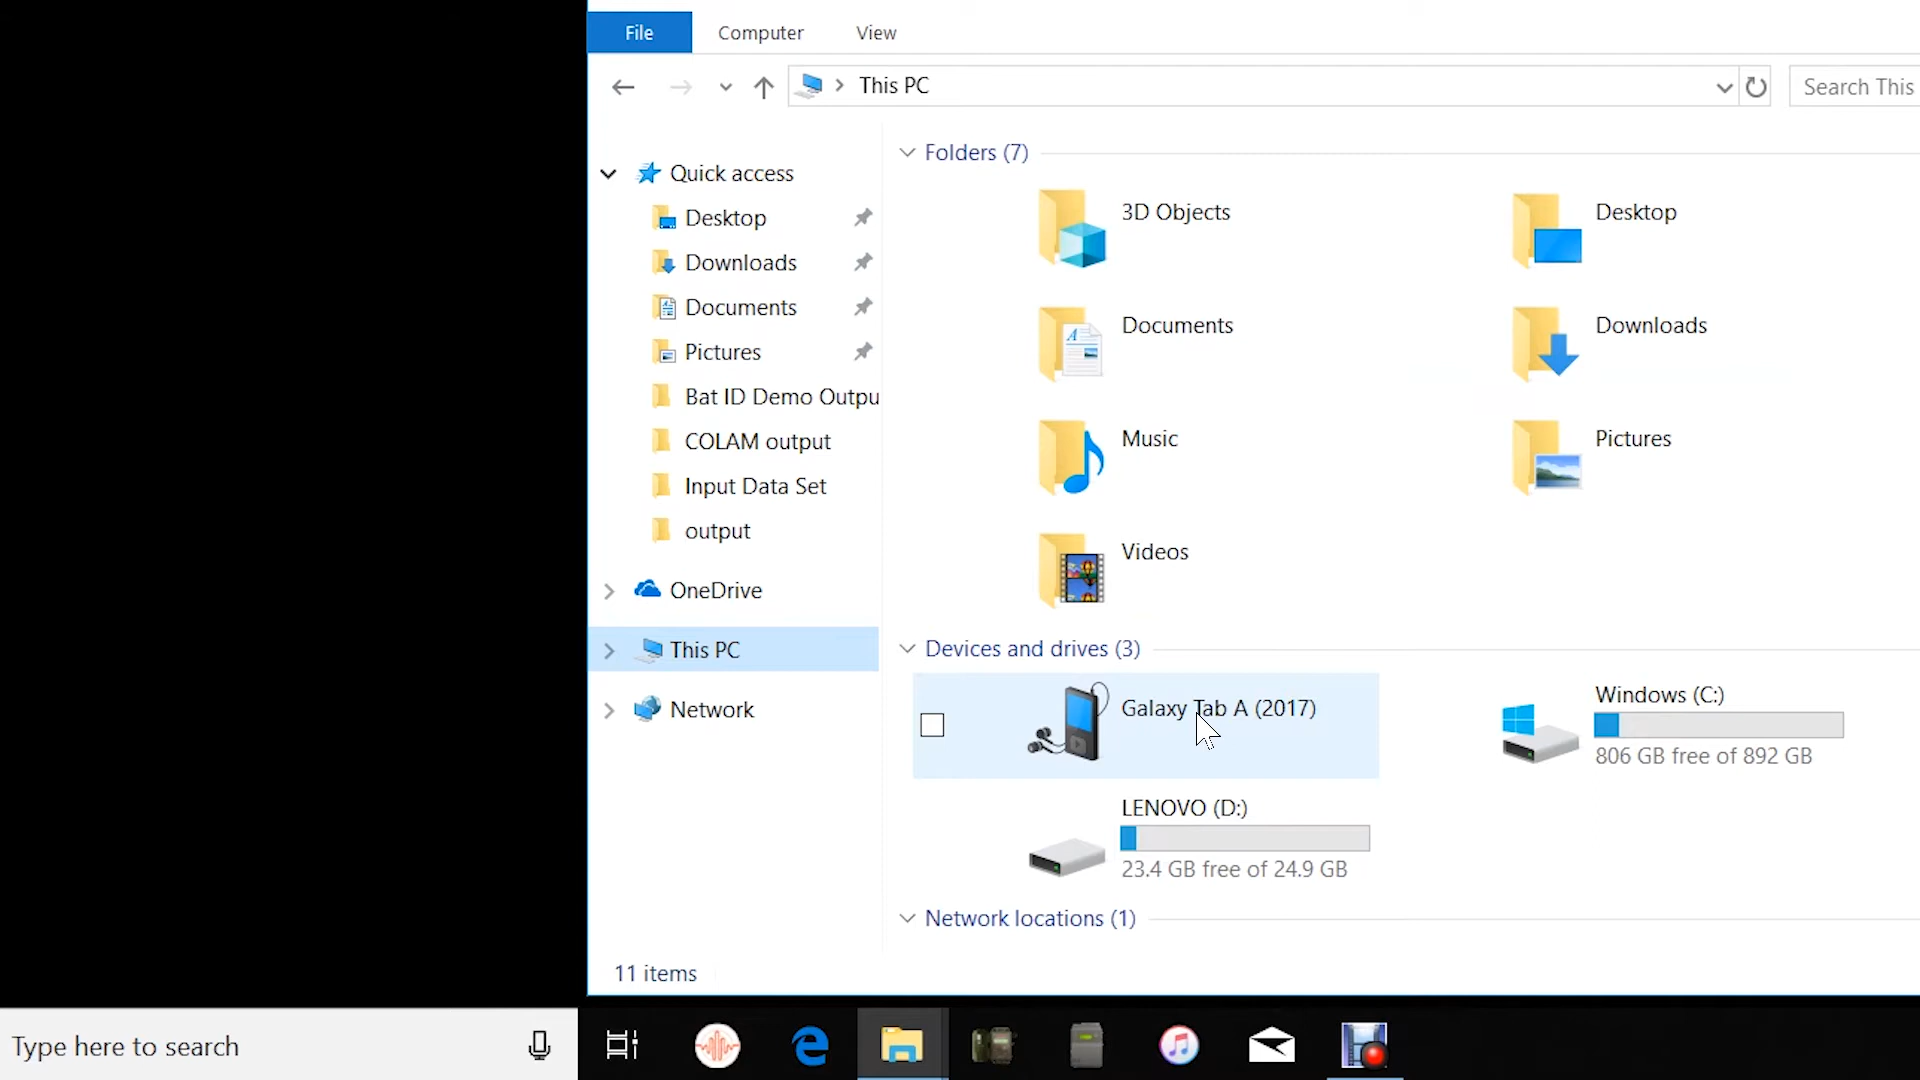 File Computer View
This PC
Search This
Quick access
Desktop
Downloads
Documents
Pictures
Bat ID Demo Outpu
COLAM output
Input Data Set
output
OneDrive
This PC
Network
Folders (7)
3D Objects
Desktop
Documents
Downloads
Music
Pictures
Videos
Devices and drives (3)
Galaxy Tab A (2017)
Windows (C:)
806 GB free of 892 GB
LENOVO (D:)
23.4 GB free of 24.9 GB
Network locations (1)
11 items
Type here to search